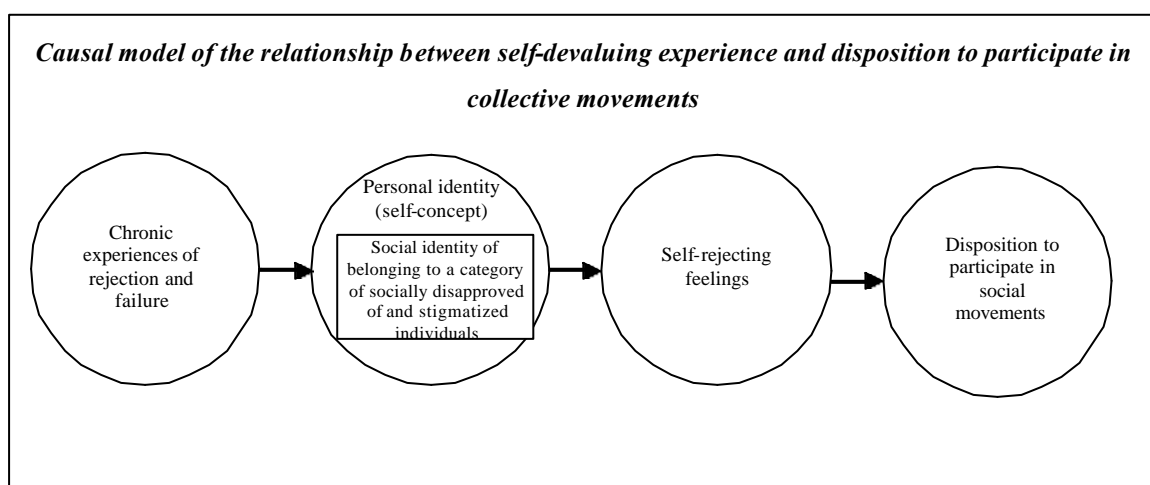 Causal model of the relationship between self-devaluing experience and disposition to participate in
collective movements
Chronic
experiences of
rejection and
failure
Personal identity
(self-concept)
Social identity of
belonging to a category
of socially disapproved
of and stigmatized
individuals
Self-rejecting
feelings
Disposition to
participate in
social
movements